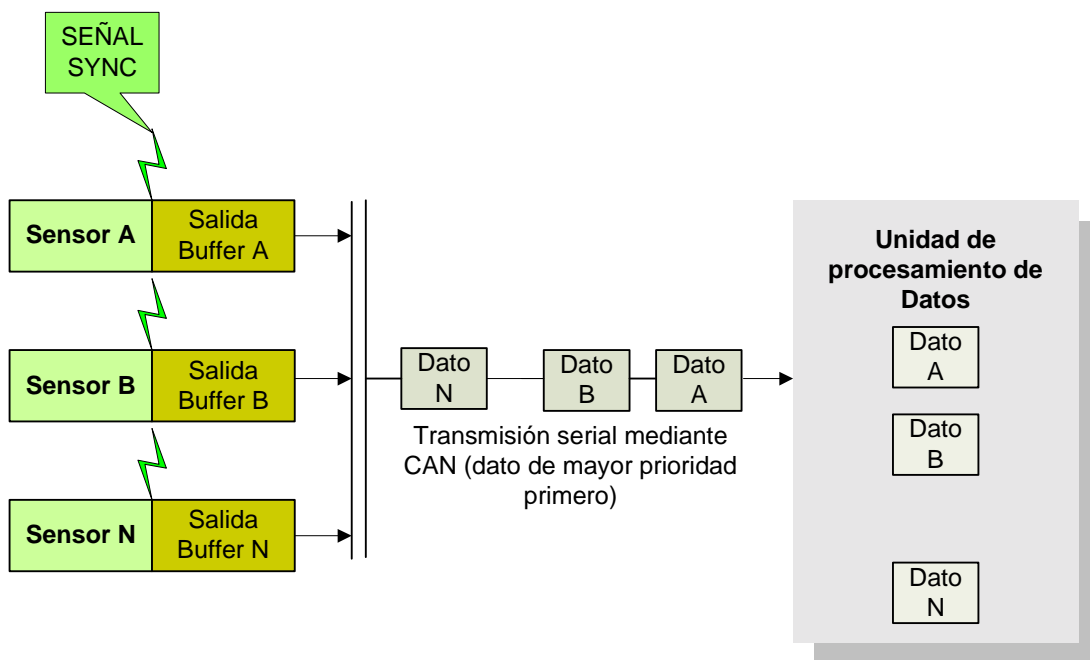 SEÑAL
SYNC
Sensor A
Salida
Buffer A
Sensor B
Salida
Buffer B
Sensor N
Salida
Buffer N
Dato
N
Dato
B
Dato
A
Transmisión serial mediante
CAN (dato de mayor prioridad
primero)
Unidad de
procesamiento de
Datos
Dato
A
Dato
B
Dato
N